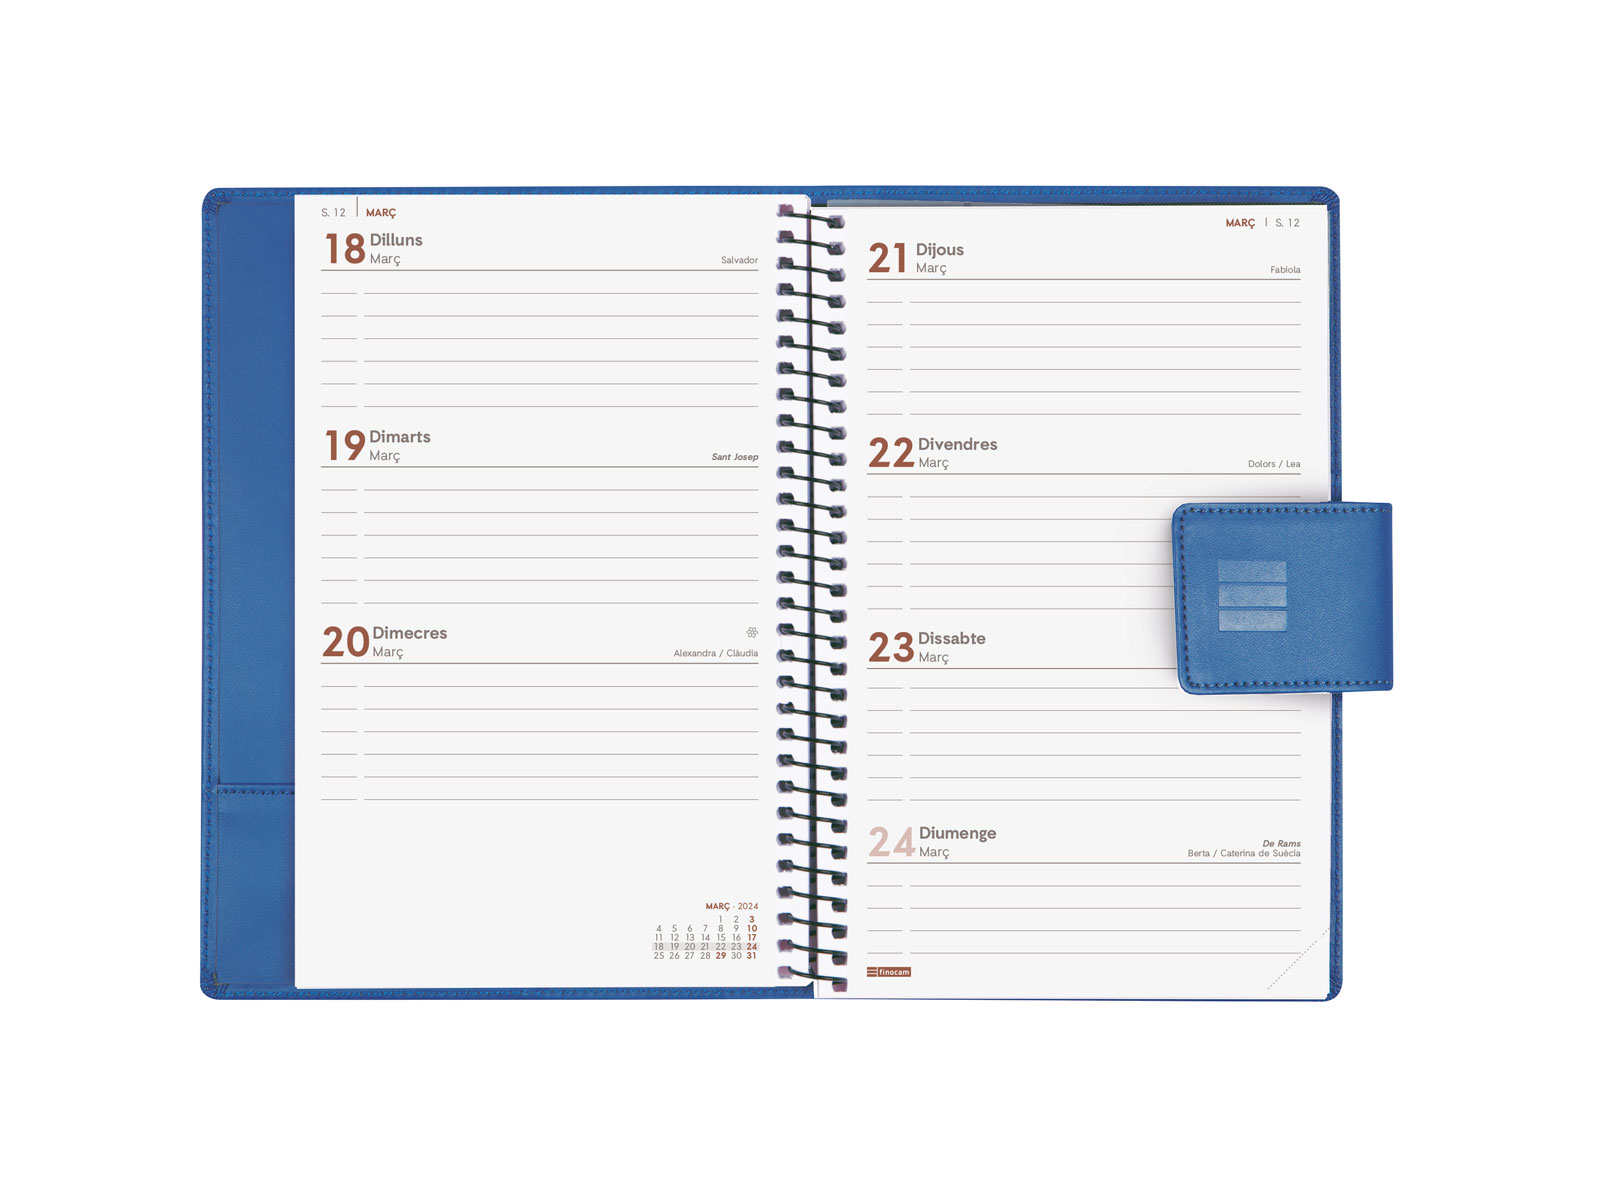 S. 12 MARÇ
18 Dilluns
Març Salvador
19 Dimarts
Març Sant Josep
20 Dimecres
Març Alexandra / Clàudia
MARÇ - 2024
1 2 3
4 5 6 7 8 9 10
11 12 13 14 15 16 17
18 19 20 21 22 23 24
25 26 27 28 29 30 31
MARÇ S. 12
21 Dijous
Març Fabiola
22 Divendres
Març Dolors / Lea
23 Dissabte
Març
24 Diumenge De Rams
Març Berta / Caterina de Suècia
finocam